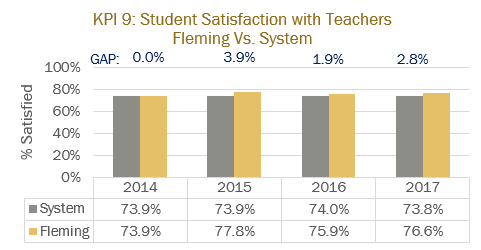 KPI 9: Student Satisfaction with Teachers
Fleming Vs. System
GAP: 0.0% 3.9% 1.9% 2.8%
100%
80%
60%
40%
20%
0%
% Satisfied
2014 2015 2016 2017
System 73.9% 73.9% 74.0% 73.8%
Fleming 73.9% 77.8% 75.9% 76.6%